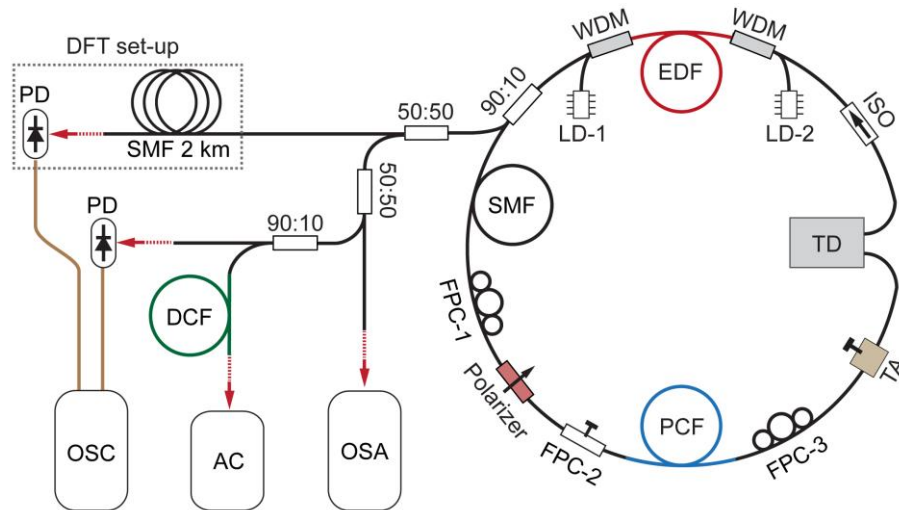 DFT set-up
PD
SMF 2 km
50:50
90:10
WDM
EDF
WDM
LD-1
LD-2
ISO
50:50
SMF
TD
PD
90:10
FPC-1
DCF
TA
Polarizer
PCF
FPC-2
FPC-3
OSC
AC
OSA